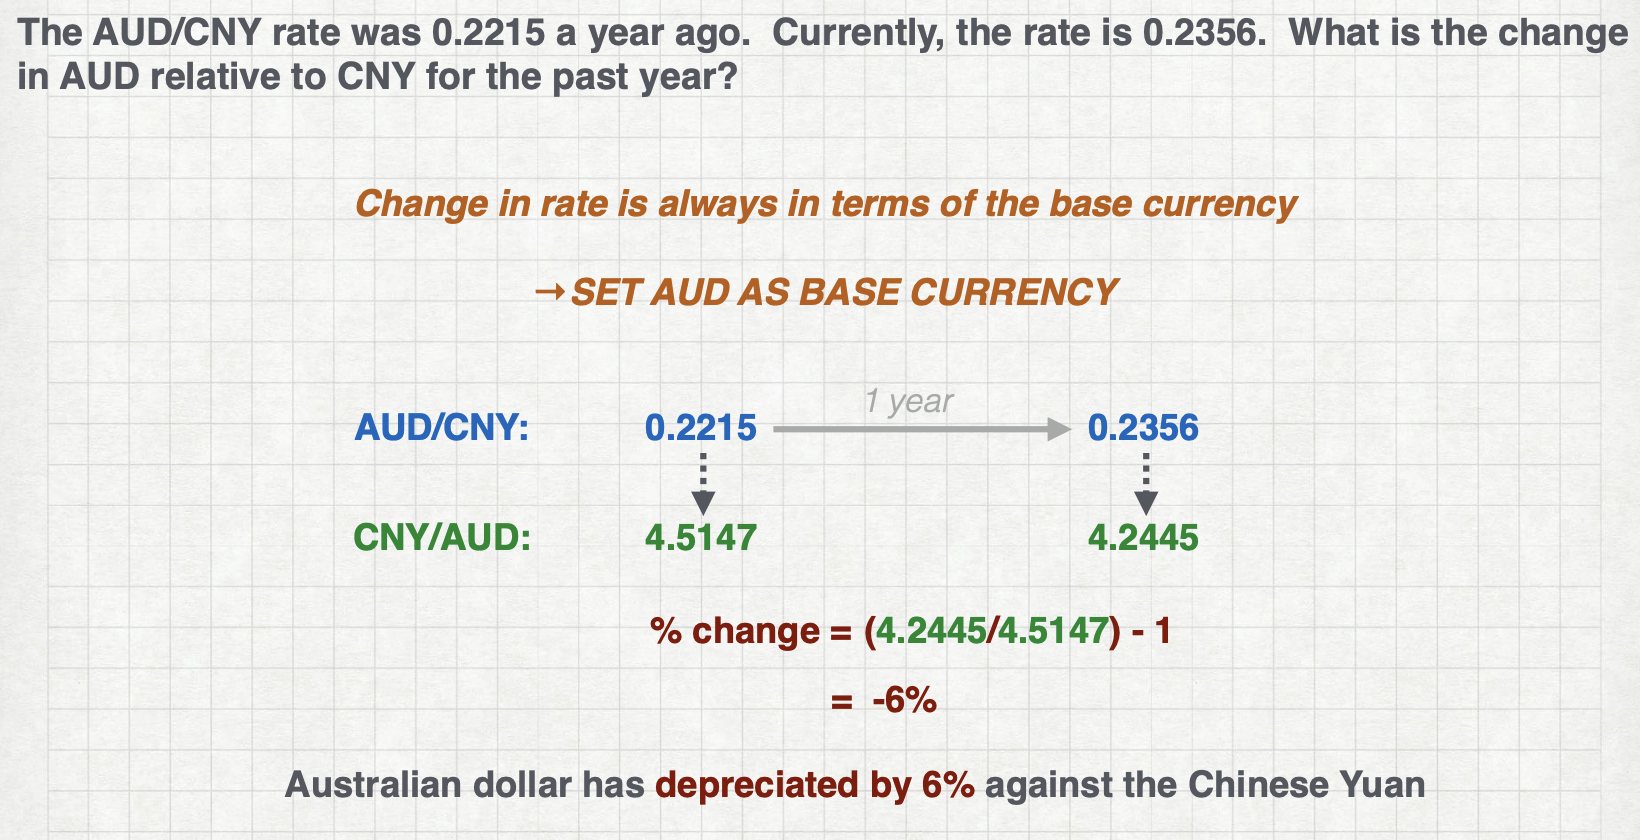 The AUD/CNY rate was 0.2215 a year ago.  Currently, the rate is 0.2356.  What is the change
in AUD relative to CNY for the past year?
Change in rate is always in terms of the base currency
→ SET AUD AS BASE CURRENCY
1 year
AUD/CNY: 0.2215 0.2356
CNY/AUD: 4.5147 4.2445
% change = (4.2445/4.5147) - 1
= -6%
Australian dollar has depreciated by 6% against the Chinese Yuan